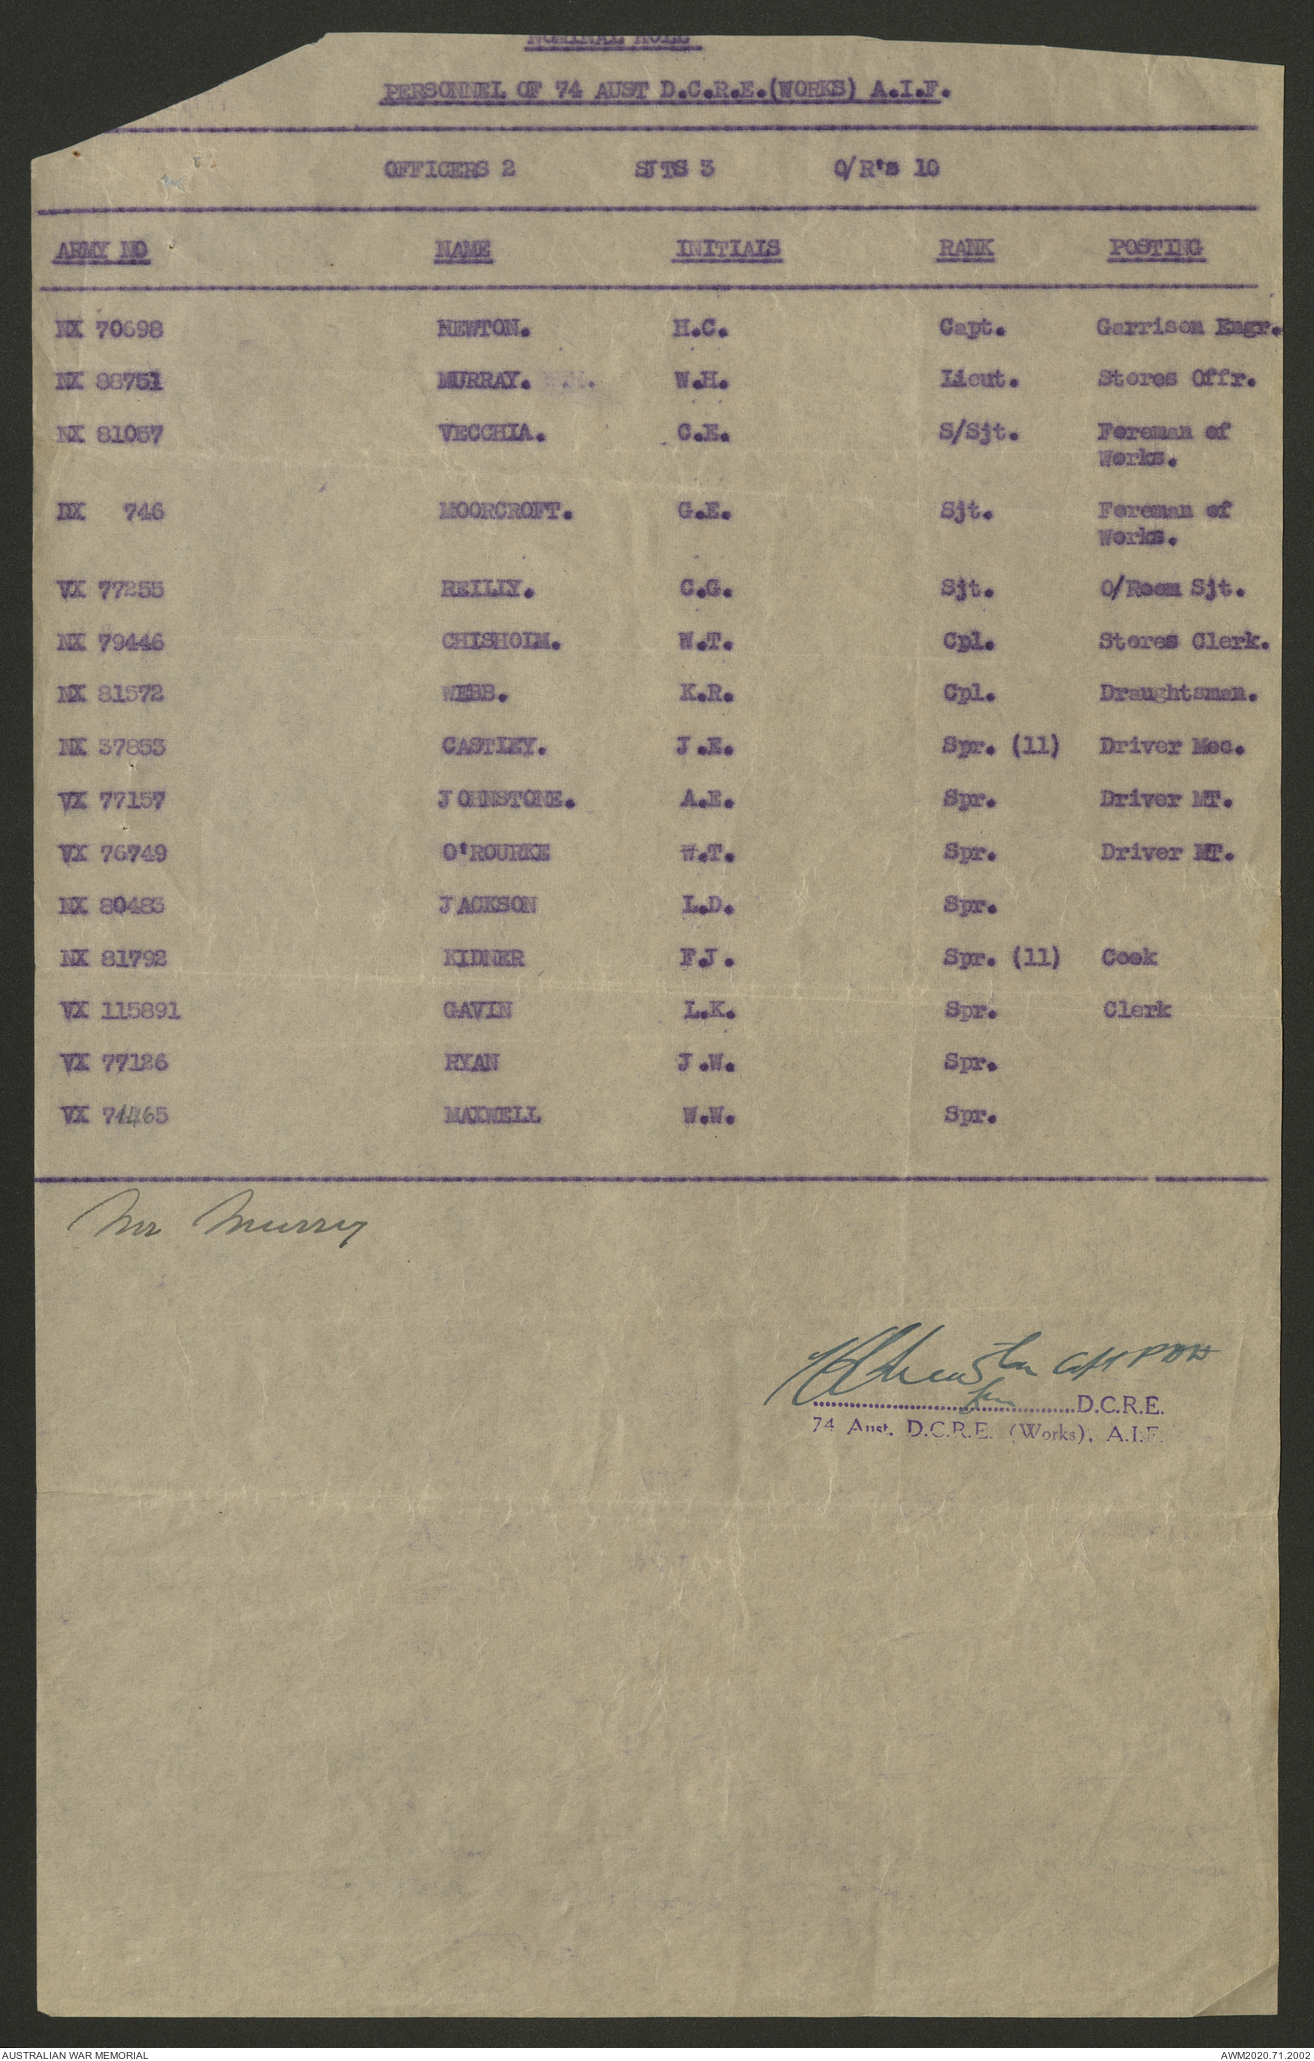 NOMINAL ROLL
PERSONNEL OF 74 AUST D.C.R.E.(WORKS) A.I.F.
OFFICERS 2 SJTS 3 O/R's 10
ARMY NO NAME INITIALS RANK POSTING
NX 70698 NEWTON. H.C. Capt. Garrison Engr.
NX 88751 MURRAY. W.H. Lieut. Stores Offr.
NX 81057 VECCHIA. C.E. S/Sjt. Foreman of
Works.
DX 746 MOORCROFT. G.E. Sjt. Foreman of
Works.
VX 77255 REILLY. C.G. Sjt. O/Room Sjt.
NX 79446 CHISHOLM. W.T. Cpl. Stores Clerk.
NX 81572 WEBB. K.R. Cpl. Draughtsman.
NX 37853 CASTLEY. J.E. Spr. (11) Driver Mec.
VX 77157 JOHNSTONE. A.E. Spr. Driver MT.
VX 76749 O'ROURKE W.T. Spr. Driver MT.
NX 80483 JACKSON L.D. Spr.
NX 81792 KIDNER F.J. Spr. (11) Cook
VX 115891 GAVIN L.K. Spr. Clerk
VX 77126 RYAN J.W. Spr.
VX 74465 MAXWELL W.W. Spr.
Mr Murray
HCNewton Capt
for D.C.R.E.
74 Aust. D.C.R.E. (Works), A.I.F.
AUSTRALIAN WAR MEMORIAL AWM2020.71.2002